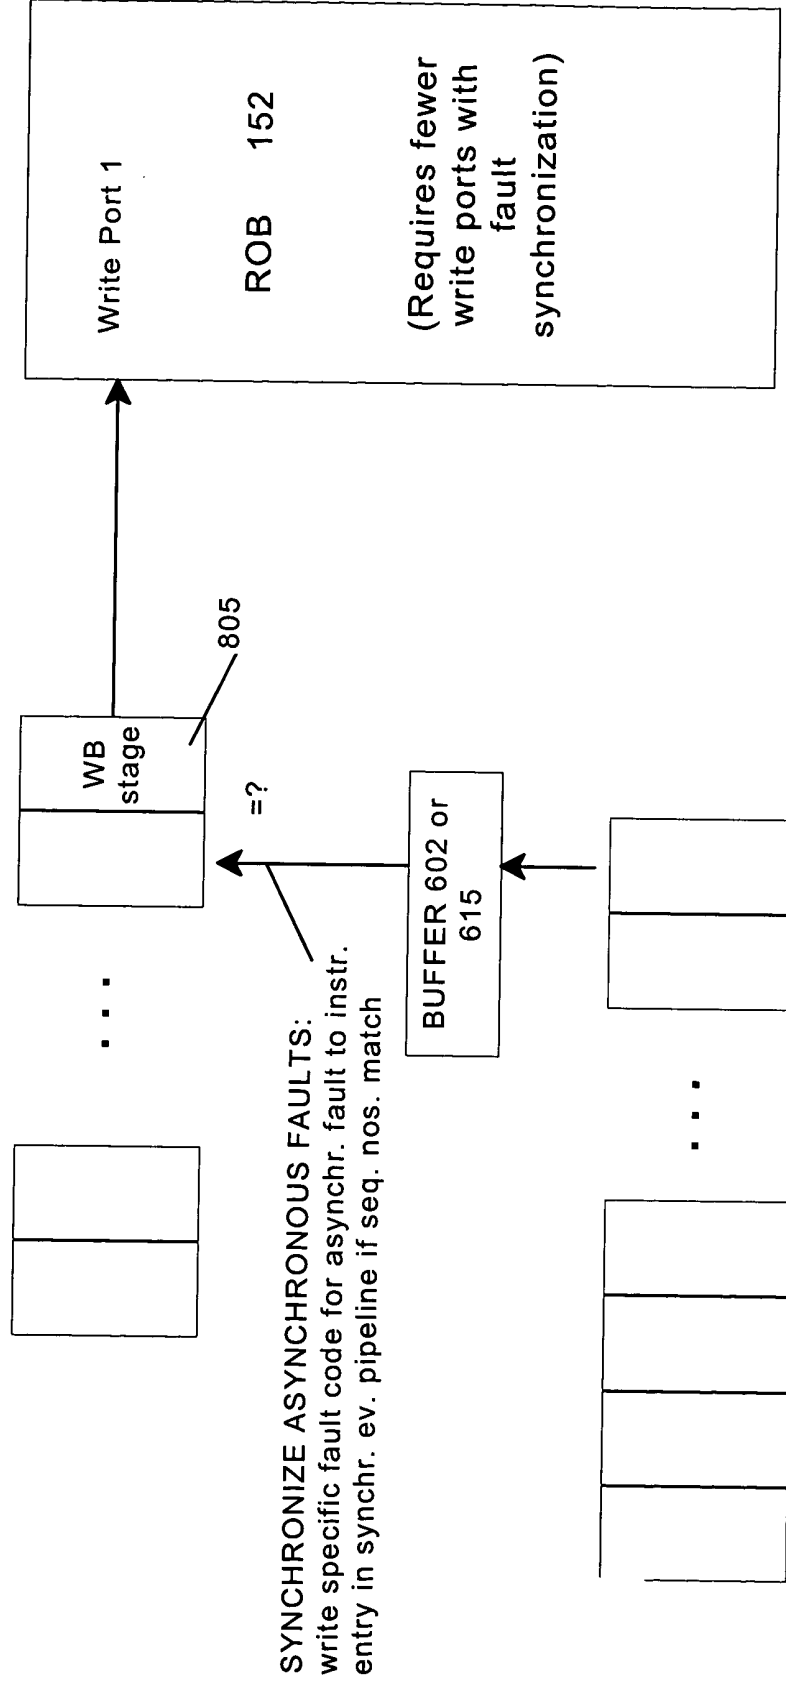 WB
stage
805
Write Port 1
ROB 152
(Requires fewer
write ports with
fault
synchronization)
=?
SYNCHRONIZE ASYNCHRONOUS FAULTS:
write specific fault code for asynchr. fault to instr.
entry in synchr. ev. pipeline if seq. nos. match
BUFFER 602 or
615